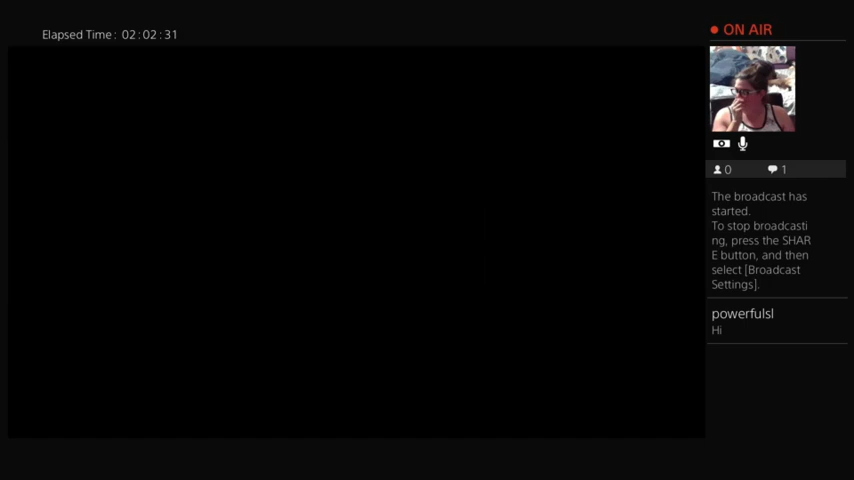 Elapsed Time: 02:02:31
ON AIR
0 1
The broadcast has
started.
To stop broadcasti
ng, press the SHAR
E button, and then
select [Broadcast
Settings].
powerfulsl
Hi